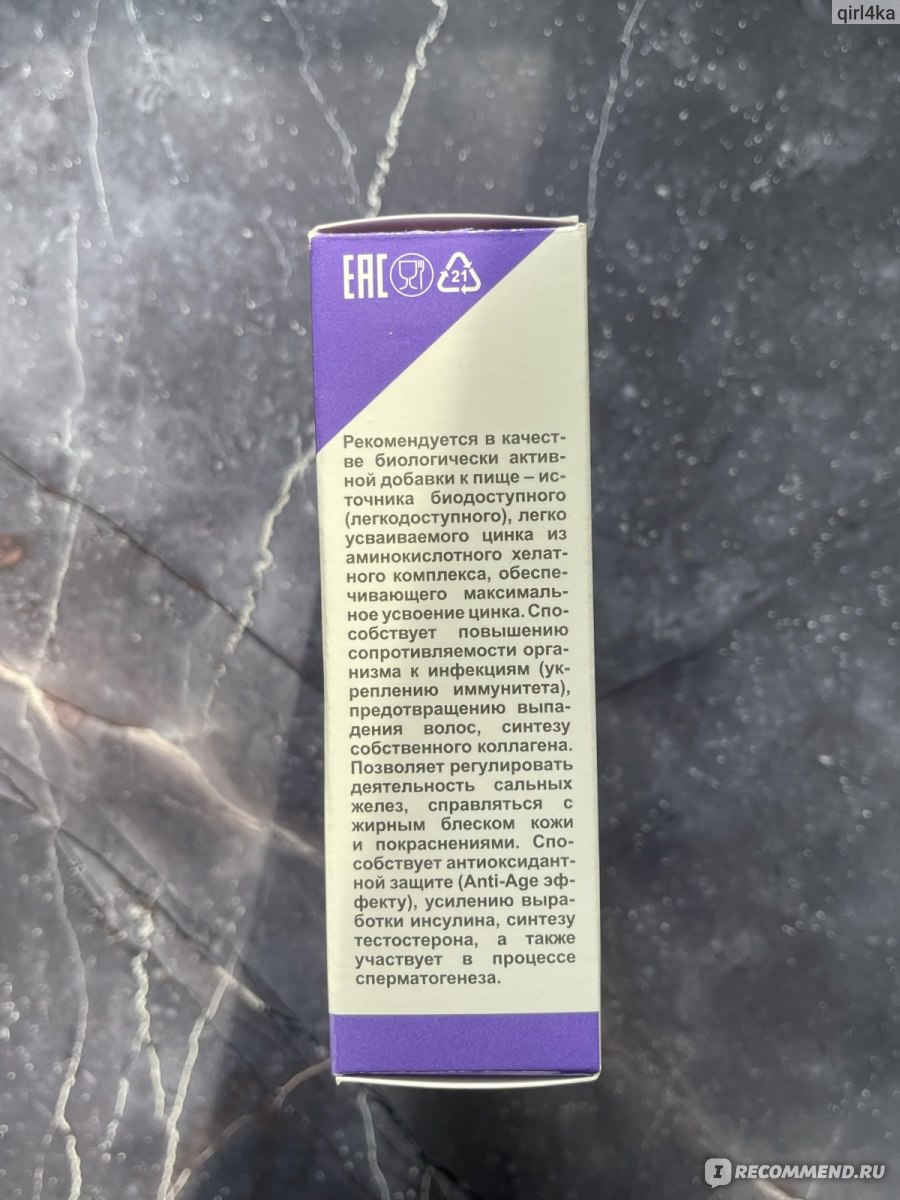 qirl4ka
ЕАС
21
Рекомендуется в качест-
ве биологически актив-
ной добавки к пище – ис-
точника биодоступного
(легкодоступного), легко
усваиваемого цинка из
аминокислотного хелат-
ного комплекса, обеспе-
чивающего максималь-
ное усвоение цинка. Спо-
собствует повышению
сопротивляемости орга-
низма к инфекциям (ук-
реплению иммунитета),
предотвращению выпа-
дения волос, синтезу
собственного коллагена.
Позволяет регулировать
деятельность сальных
желез, справляться с
жирным блеском кожи
и покраснениями. Спо-
собствует антиоксидант-
ной защите (Anti-Age эф-
фекту), усилению выра-
ботки инсулина, синтезу
тестостерона, а также
участвует в процессе
сперматогенеза.
IRECOMMEND.RU